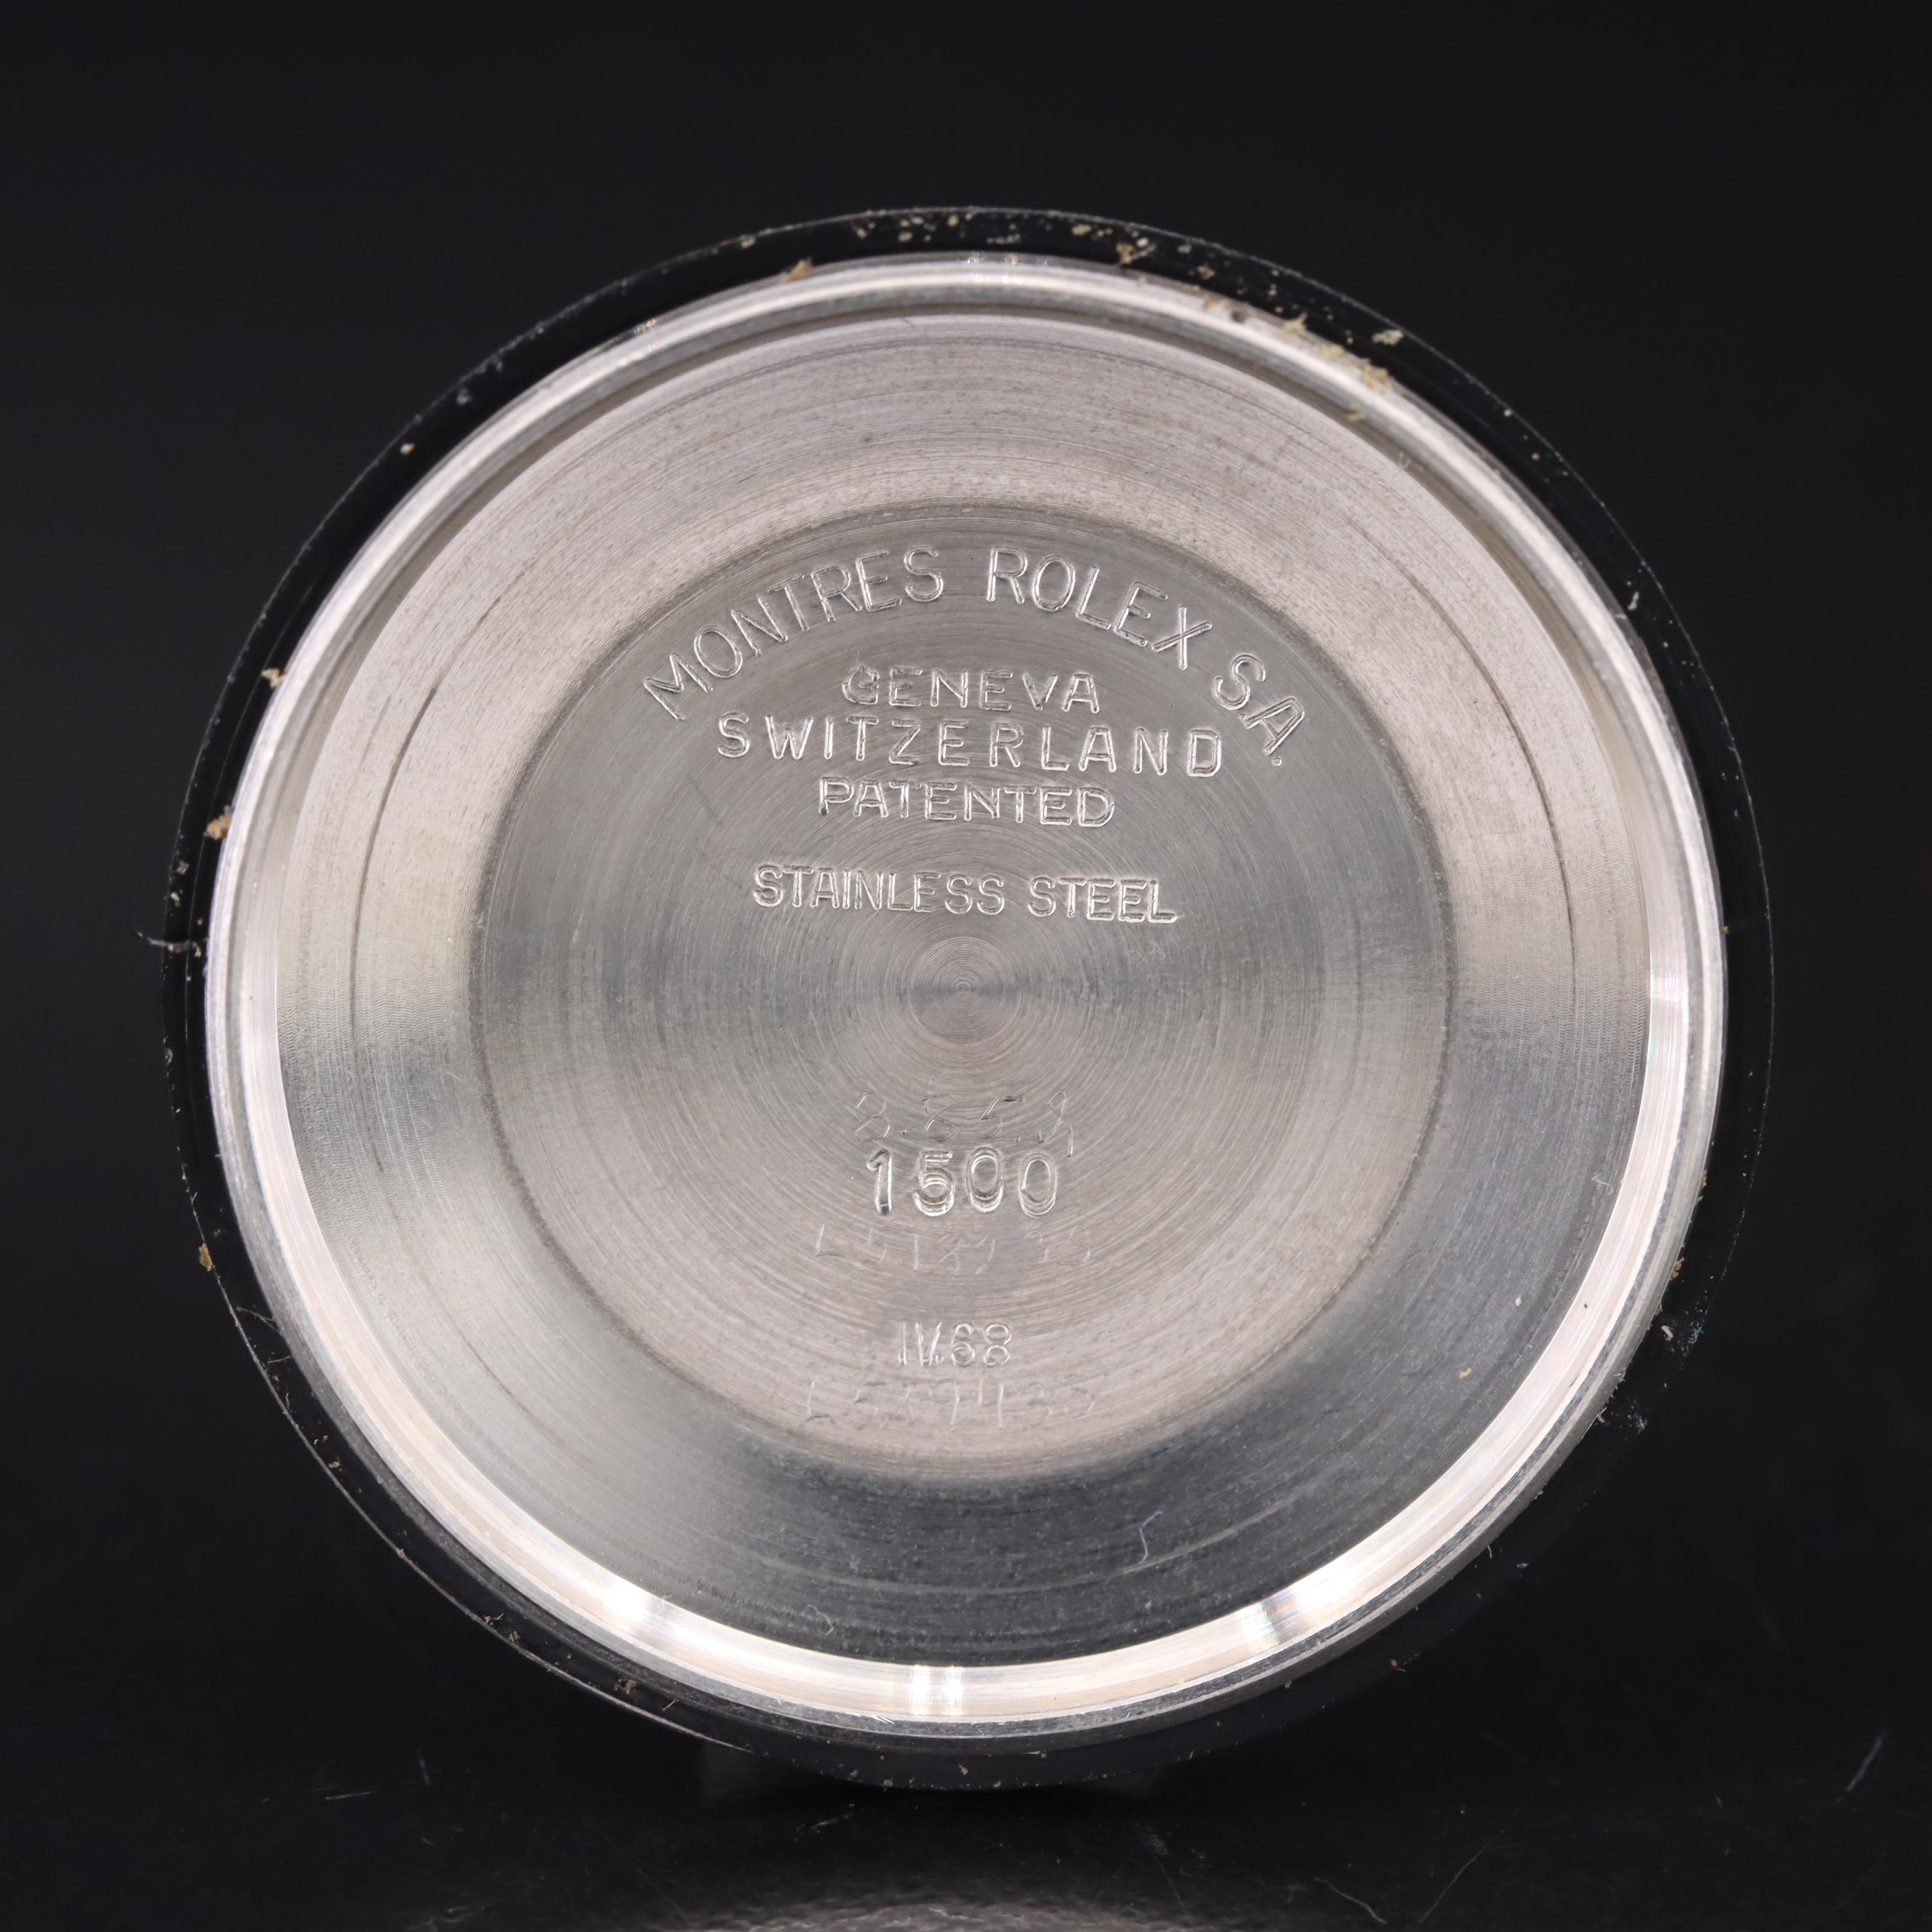 MONTRES ROLEX S.A.
GENEVA
SWITZERLAND
PATENTED
STAINLESS STEEL
1500
IV.68